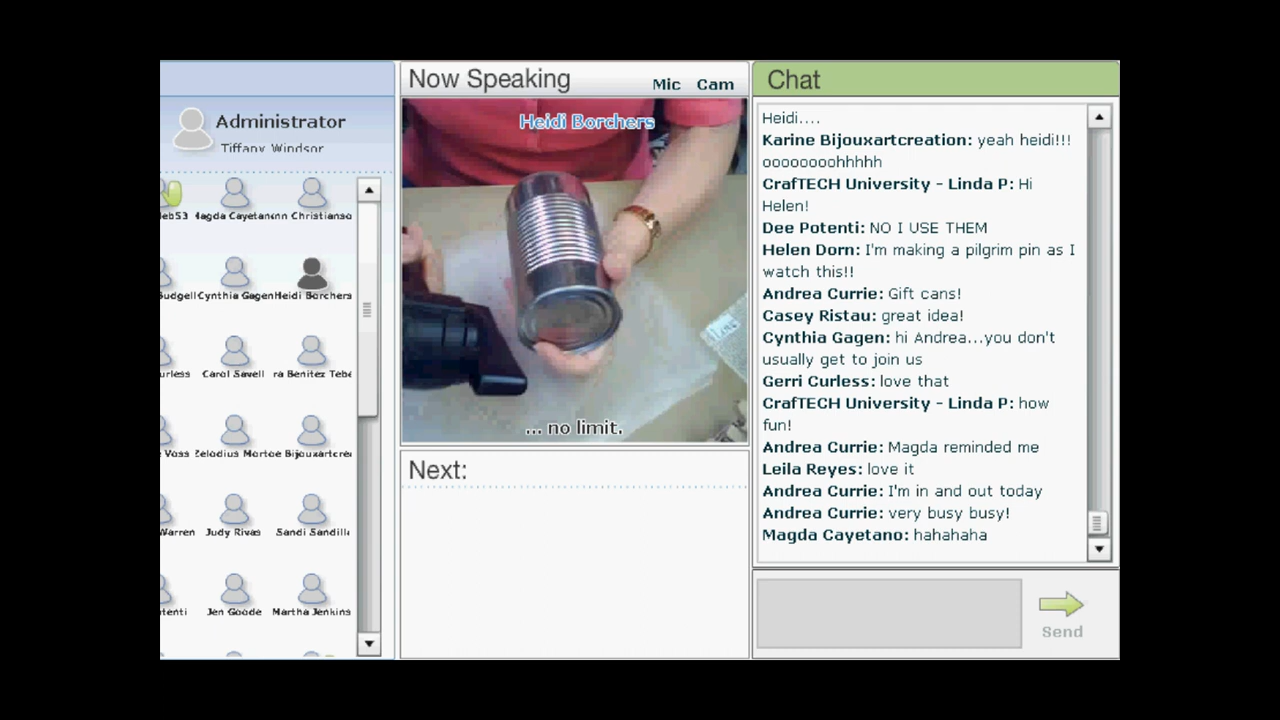 Administrator
Tiffany Windsor
Magda Cayetano
Cynthia Gagen Heidi Borchers
Carol Savell
Voss
Warren Judy Rivas Sandi Sandilli
Jen Goode Martha Jenkins
Now Speaking Mic Cam
Heidi Borchers
... no limit.
Next:
Chat
Heidi....
Karine Bijouxartcreation: yeah heidi!!!
oooooooohhhhh
CrafTECH University - Linda P: Hi
Helen!
Dee Potenti: NO I USE THEM
Helen Dorn: I'm making a pilgrim pin as I
watch this!!
Andrea Currie: Gift cans!
Casey Ristau: great idea!
Cynthia Gagen: hi Andrea...you don't
usually get to join us
Gerri Curless: love that
CrafTECH University - Linda P: how
fun!
Andrea Currie: Magda reminded me
Leila Reyes: love it
Andrea Currie: I'm in and out today
Andrea Currie: very busy busy!
Magda Cayetano: hahahaha
Send